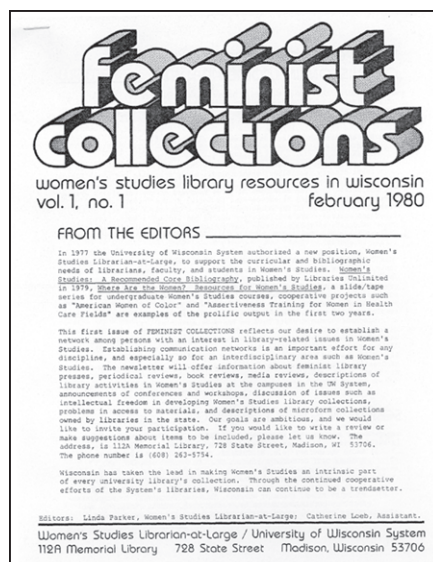 feminist
collections
women's studies library resources in wisconsin
vol. 1, no. 1 february 1980
FROM THE EDITORS
In 1977 the University of Wisconsin System authorized a new position, Women's
Studies Librarian-at-Large, to support the curricular and bibliographic
needs of librarians, faculty, and students in Women's Studies. Women's
Studies: A Recommended Core Bibliography, published by Libraries Unlimited
in 1979, Where Are the Women? Resources for Women's Studies, a slide/tape
series for undergraduate Women's Studies courses, cooperative projects such
as "American Women of Color" and "Assertiveness Training for Women in Health
Care Fields" are examples of the prolific output in the first two years.
This first issue of FEMINIST COLLECTIONS reflects our desire to establish a
network among persons with an interest in library-related issues in Women's
Studies. Establishing communication networks is an important effort for any
discipline, and especially so for an interdisciplinary area such as Women's
Studies. The newsletter will offer information about feminist library
presses, periodical reviews, book reviews, media reviews, descriptions of
library activities in Women's Studies at the campuses in the UW System,
announcements of conferences and workshops, discussion of issues such as
intellectual freedom in developing Women's Studies library collections,
problems in access to materials, and descriptions of microform collections
owned by libraries in the state. Our goals are ambitious, and we would
like to invite your participation. If you would like to write a review or
make suggestions about items to be included, please let us know. The
address, is 112A Memorial Library, 728 State Street, Madison, WI 53706.
The phone number is (608) 262-5754.
Wisconsin has taken the lead in making Women's Studies an intrinsic part
of every university library's collection. Through the continued cooperative
efforts of the System's libraries, Wisconsin can continue to be a trendsetter.
Editors: Linda Parker, Women's Studies Librarian-at-Large; Catherine Loeb, Assistant.
Women's Studies Librarian-at-Large / University of Wisconsin System
112A Memorial Library 728 State Street Madison, Wisconsin 53706